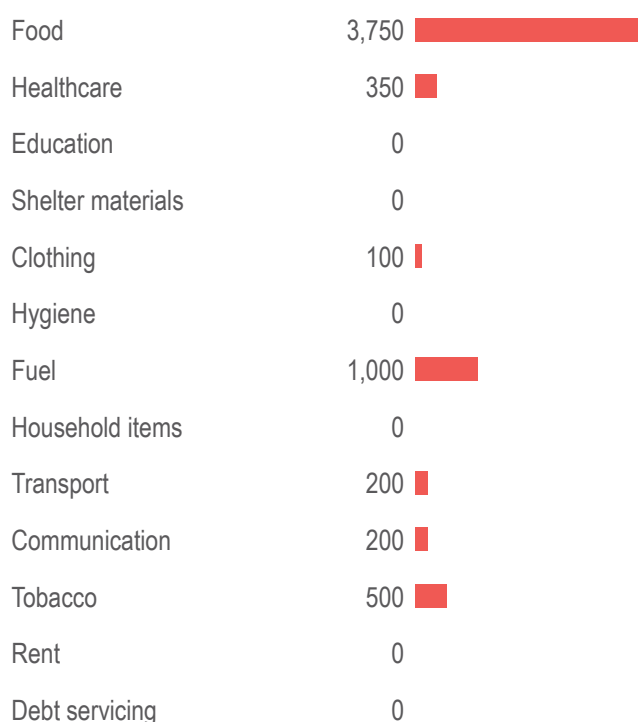 Food 3,750
Healthcare 350
Education 0
Shelter materials 0
Clothing 100
Hygiene 0
Fuel 1,000
Household items 0
Transport 200
Communication 200
Tobacco 500
Rent 0
Debt servicing 0